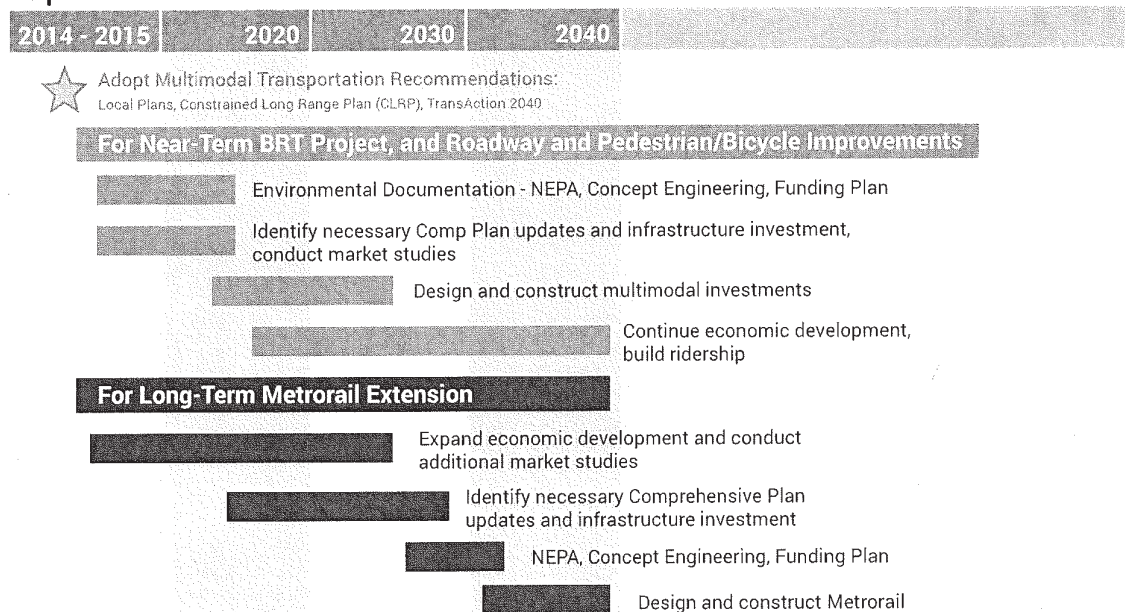 2014 - 2015 2020 2030 2040
Adopt Multimodal Transportation Recommendations:
Local Plans, Constrained Long Range Plan (CLRP), TransAction 2040
For Near-Term BRT Project, and Roadway and Pedestrian/Bicycle Improvements
Environmental Documentation - NEPA, Concept Engineering, Funding Plan
Identify necessary Comp Plan updates and infrastructure investment,
conduct market studies
Design and construct multimodal investments
Continue economic development,
build ridership
For Long-Term Metrorail Extension
Expand economic development and conduct
additional market studies
Identify necessary Comprehensive Plan
updates and infrastructure investment
NEPA, Concept Engineering, Funding Plan
Design and construct Metrorail